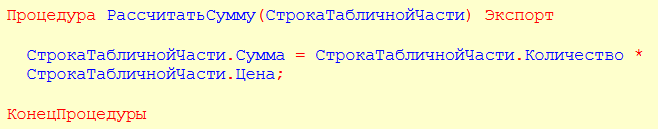 Процедура РассчитатьСумму(СтрокаТабличнойЧасти) Экспорт
СтрокаТабличнойЧасти.Сумма = СтрокаТабличнойЧасти.Количество *
СтрокаТабличнойЧасти.Цена;
КонецПроцедуры